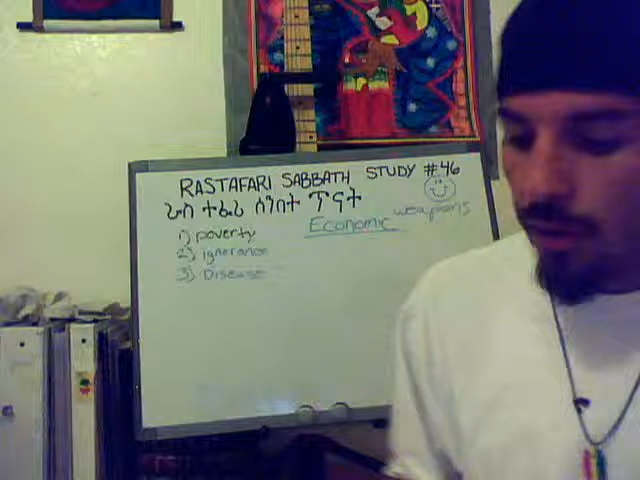 RASTAFARI SABBATH STUDY #46
ራስ ተፈሪ ሰንበት ጥናት
Economic weapons
1) poverty
2) Ignorance
3) Disease